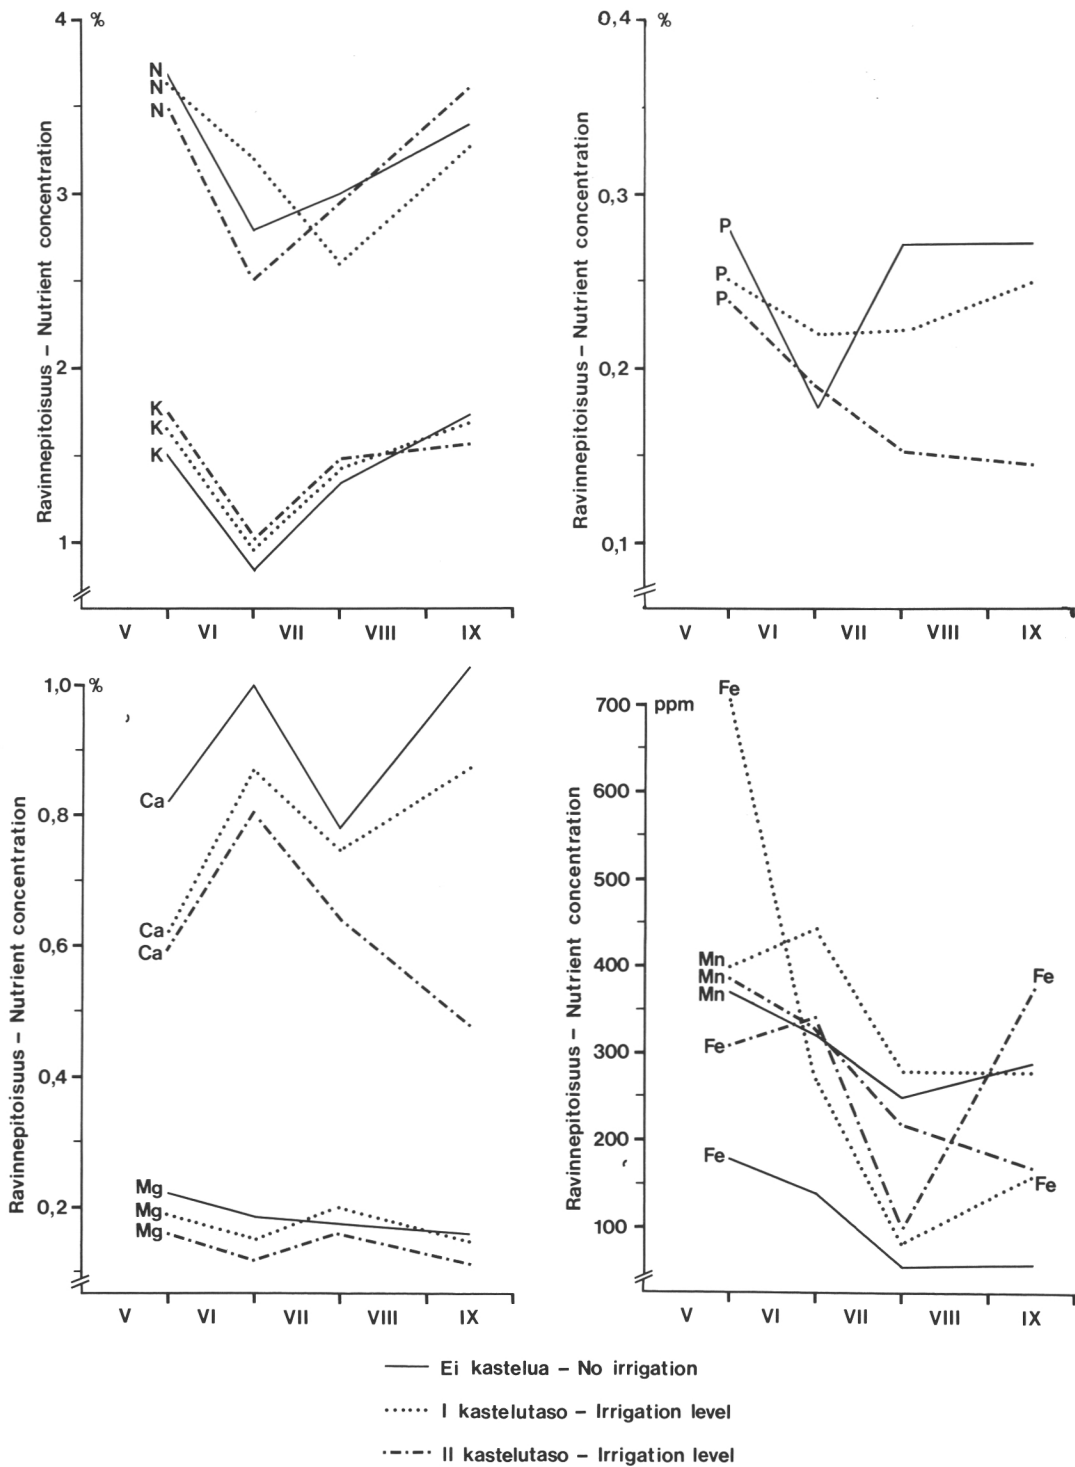 4 %
N
N
N
3
2
K
K
K
1
Ravinnepitoisuus – Nutrient concentration
V VI VII VIII IX
0,4 %
0,3
P
P
P
0,2
0,1
Ravinnepitoisuus – Nutrient concentration
V VI VII VIII IX
1,0 %
Ca
0,8
Ca
0,6
Ca
0,4
Mg
0,2
Mg
Mg
Ravinnepitoisuus – Nutrient concentration
V VI VII VIII IX
Fe
700 ppm
600
500
Mn
400
Mn
Fe
Mn
Fe
300
Fe
200
Fe
100
Ravinnepitoisuus – Nutrient concentration
V VI VII VIII IX
Ei kastelua – No irrigation
I kastelutaso – Irrigation level
II kastelutaso – Irrigation level